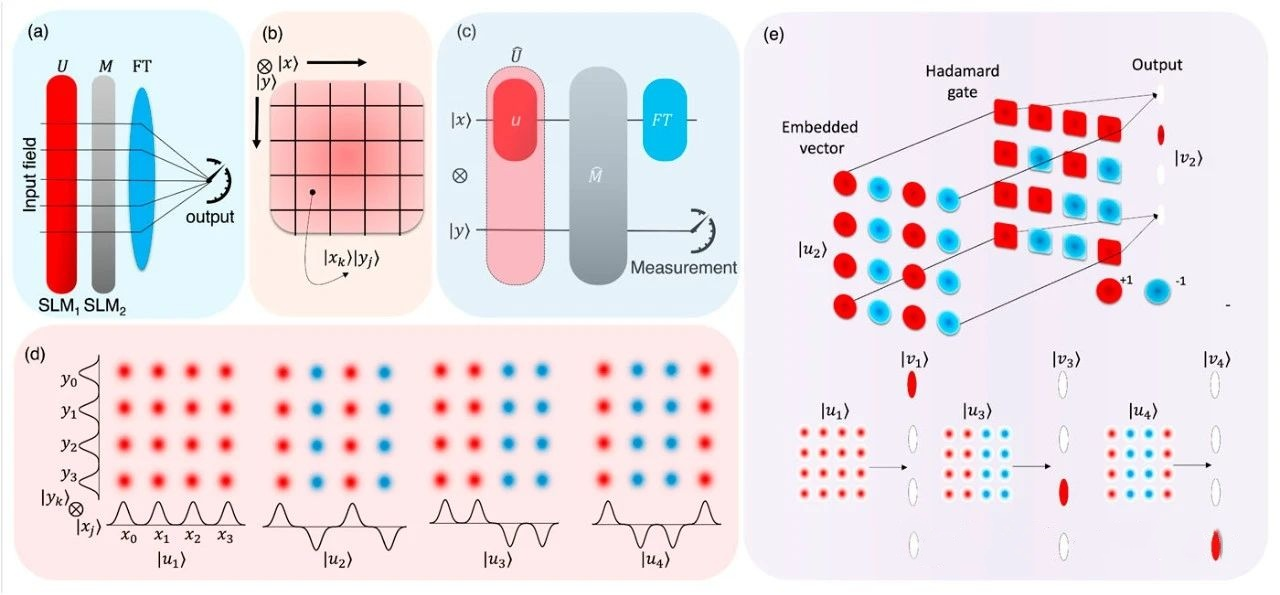 (a)
U M FT
Input field
output
SLM₁ SLM₂
(b)
⊗ |x⟩
|y⟩
|xₖ⟩|yⱼ⟩
(c)
Û
|x⟩ u FT
⊗ M̂
|y⟩
Measurement
(d)
y₀
y₁
y₂
y₃
|yₖ⟩
⊗
|xⱼ⟩ x₀ x₁ x₂ x₃
|u₁⟩ |u₂⟩ |u₃⟩ |u₄⟩
(e)
Hadamard
gate
Output
Embedded
vector
|v₂⟩
|u₂⟩
+1 -1
-
|v₁⟩ |v₃⟩ |v₄⟩
|u₁⟩ |u₃⟩ |u₄⟩